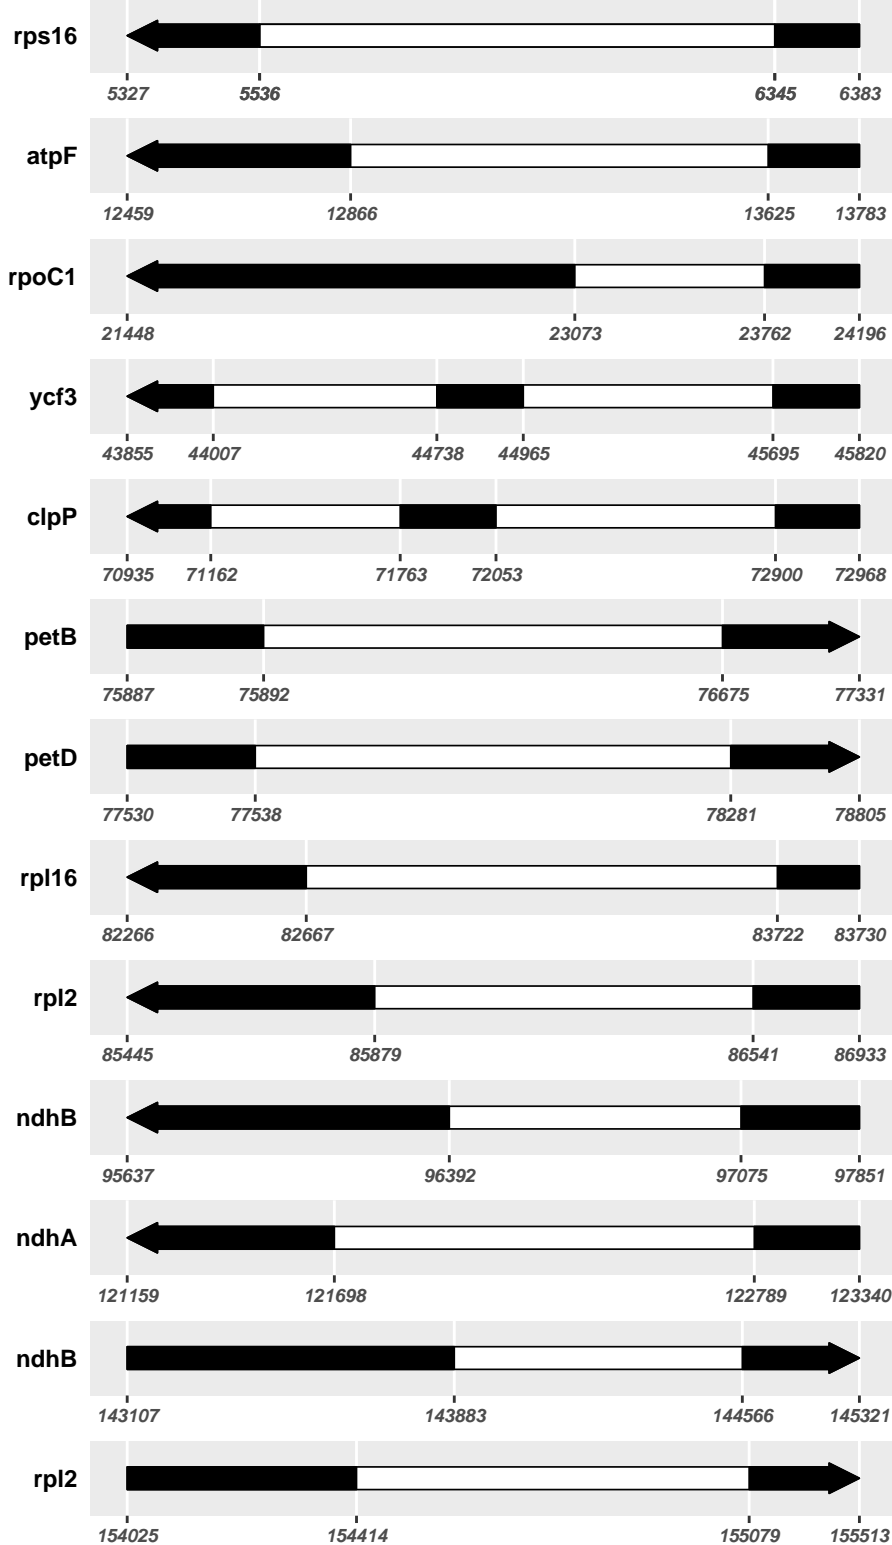 rps16
5327 5536 6345 6383
atpF
12459 12866 13625 13783
rpoC1
21448 23073 23762 24196
ycf3
43855 44007 44738 44965 45695 45820
clpP
70935 71162 71763 72053 72900 72968
petB
75887 75892 76675 77331
petD
77530 77538 78281 78805
rpl16
82266 82667 83722 83730
rpl2
85445 85879 86541 86933
ndhB
95637 96392 97075 97851
ndhA
121159 121698 122789 123340
ndhB
143107 143883 144566 145321
rpl2
154025 154414 155079 155513